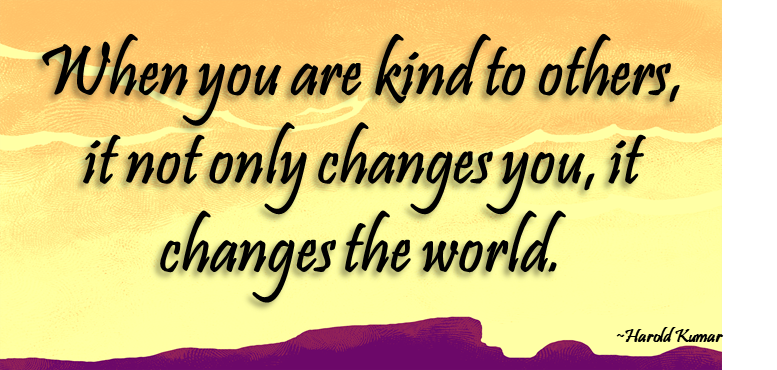 When you are kind to others,
it not only changes you, it
changes the world.
~Harold Kumar